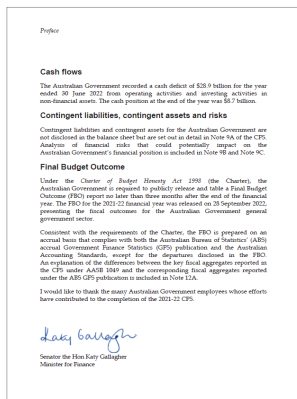 Preface
Cash flows
The Australian Government recorded a cash deficit of $28.9 billion for the year
ended 30 June 2022 from operating activities and investing activities in
non-financial assets. The cash position at the end of the year was $8.7 billion.
Contingent liabilities, contingent assets and risks
Contingent liabilities and contingent assets for the Australian Government are
not disclosed in the balance sheet but are set out in detail in Note 9A of the CFS.
Analysis of financial risks that could potentially impact on the
Australian Government's financial position is included in Note 9B and Note 9C.
Final Budget Outcome
Under the Charter of Budget Honesty Act 1998 (the Charter), the
Australian Government is required to publicly release and table a Final Budget
Outcome (FBO) report no later than three months after the end of the financial
year. The FBO for the 2021-22 financial year was released on 28 September 2022,
presenting the fiscal outcomes for the Australian Government general
government sector.
Consistent with the requirements of the Charter, the FBO is prepared on an
accrual basis that complies with both the Australian Bureau of Statistics' (ABS)
accrual Government Finance Statistics (GFS) publication and the Australian
Accounting Standards, except for the departures disclosed in the FBO.
An explanation of the differences between the key fiscal aggregates reported in
the CFS under AASB 1049 and the corresponding fiscal aggregates reported
under the ABS GFS publication is included in Note 12A.
I would like to thank the many Australian Government employees whose efforts
have contributed to the completion of the 2021-22 CFS.
Katy Gallagher
Senator the Hon Katy Gallagher
Minister for Finance